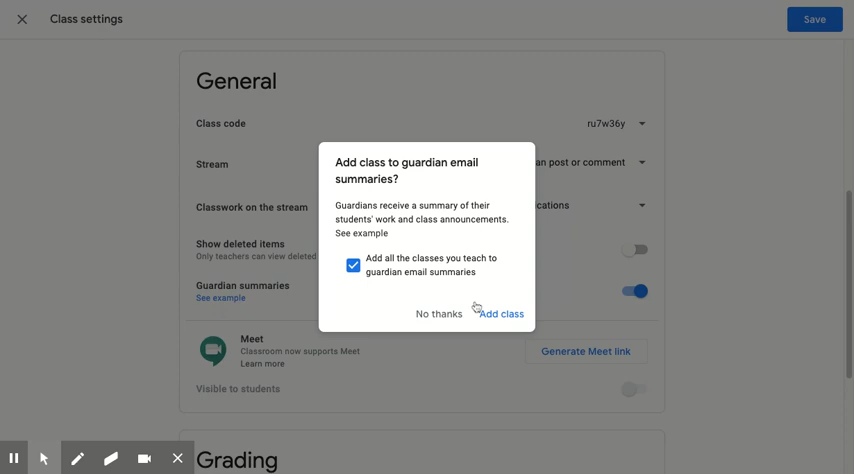 Class settings
Save
General
Class code
ru7w36y
Stream
an post or comment
Classwork on the stream
ications
Show deleted items
Only teachers can view deleted
Guardian summaries
See example
Add class to guardian email
summaries?
Guardians receive a summary of their
students' work and class announcements.
See example
Add all the classes you teach to
guardian email summaries
No thanks
Add class
Meet
Classroom now supports Meet
Learn more
Generate Meet link
Visible to students
Grading